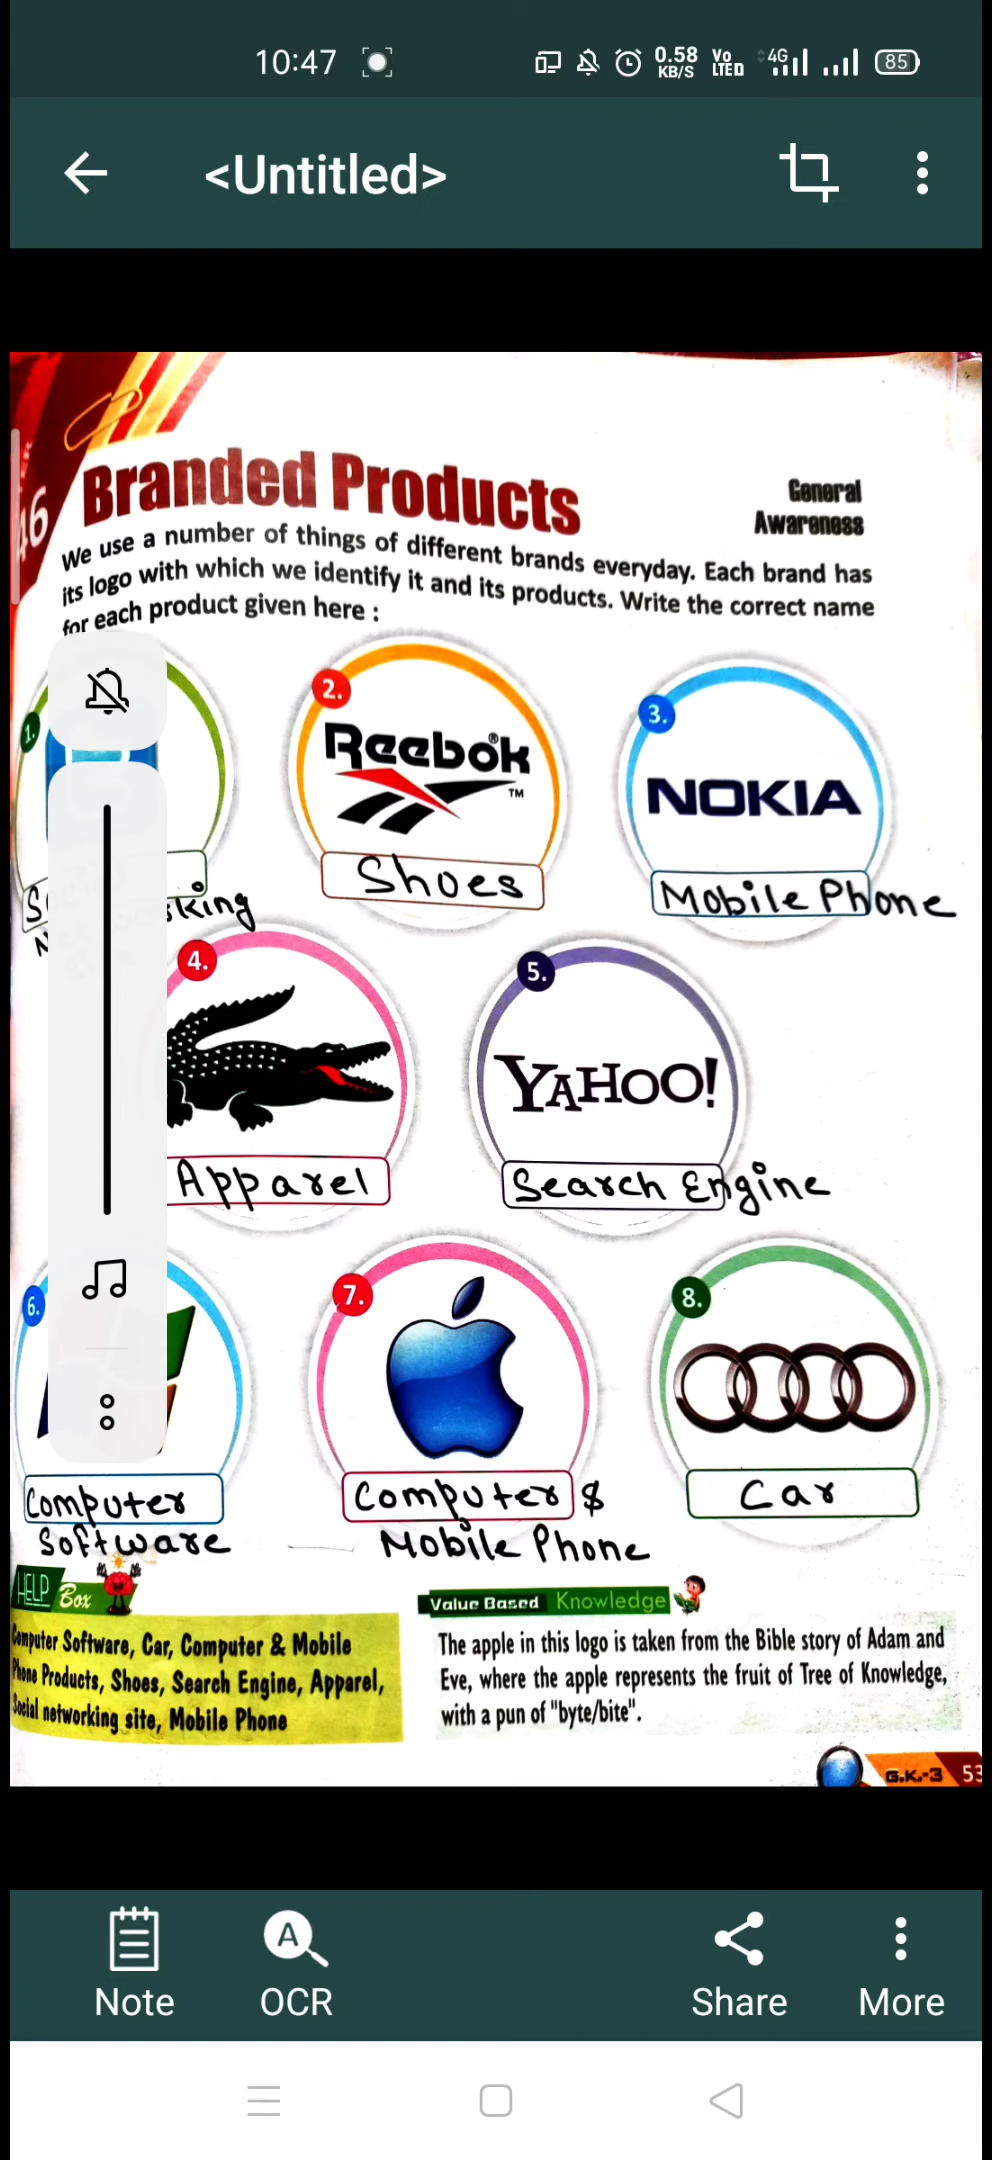 10:47
0.58 KB/S
Vo LTE
4G
85
<Untitled>
46
Branded Products
General
Awareness
We use a number of things of different brands everyday. Each brand has
its logo with which we identify it and its products. Write the correct name
for each product given here :
1.
2.
Reebok®
TM
3.
NOKIA
Shoes
Mobile Phone
4.
5.
YAHOO!
Apparel
Search Engine
6.
7.
8.
Computer
Software
Computer &
Mobile Phone
Car
HELP Box
Computer Software, Car, Computer & Mobile
Phone Products, Shoes, Search Engine, Apparel,
Social networking site, Mobile Phone
Value Based Knowledge
The apple in this logo is taken from the Bible story of Adam and
Eve, where the apple represents the fruit of Tree of Knowledge,
with a pun of "byte/bite".
G.K.-3 53
Note
OCR
Share
More